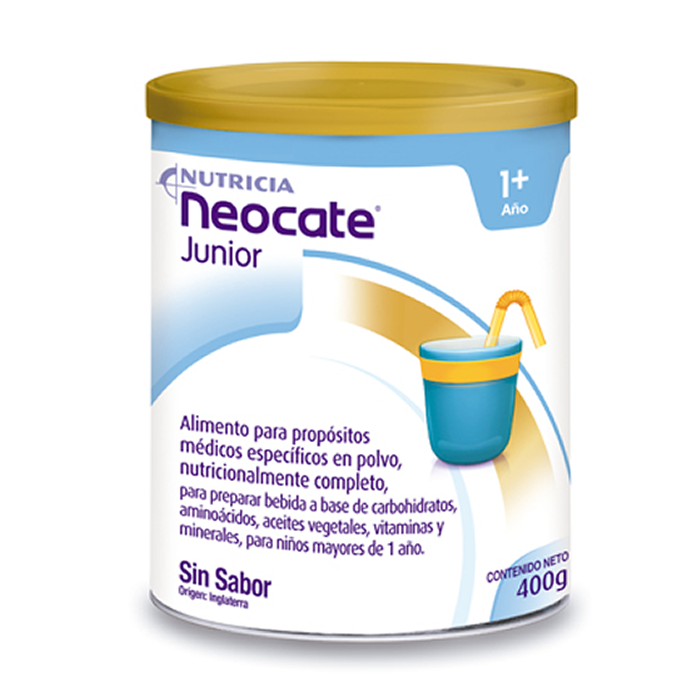 NUTRICIA
Neocate®
Junior
1+
Año
Alimento para propósitos
médicos específicos en polvo,
nutricionalmente completo,
para preparar bebida a base de carbohidratos,
aminoácidos, aceites vegetales, vitaminas y
minerales, para niños mayores de 1 año.
Sin Sabor
Origen: Inglaterra
CONTENIDO NETO
400g